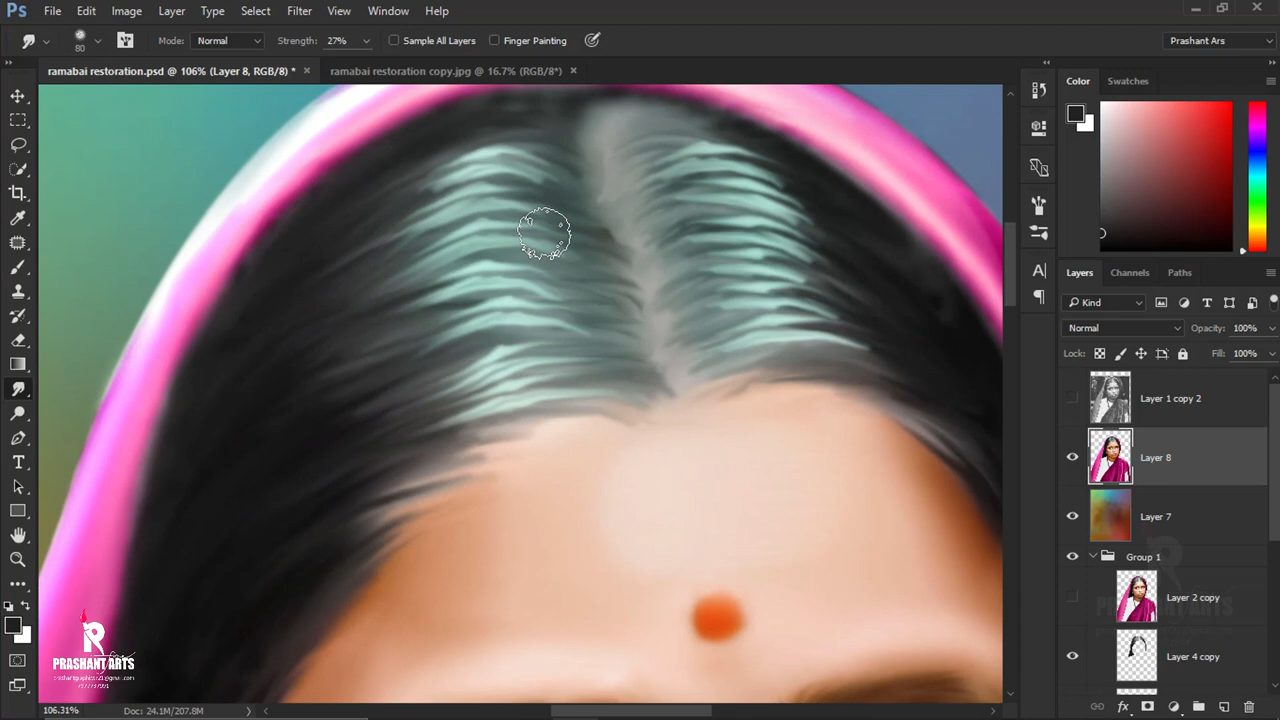 Ps File Edit Image Layer Type Select Filter View Window Help
80 Mode: Normal Strength: 27% Sample All Layers Finger Painting Prashant Ars
ramabai restoration.psd @ 106% (Layer 8, RGB/8) * × ramabai restoration copy.jpg @ 16.7% (RGB/8*) ×
Color Swatches
Layers Channels Paths
Kind
Normal Opacity: 100%
Lock: Fill: 100%
Layer 1 copy 2
Layer 8
Layer 7
Group 1
Layer 2 copy
Layer 4 copy
PRASHANT ARTS
PRASHANT ARTS
106.31% Doc: 24.1M/207.8M